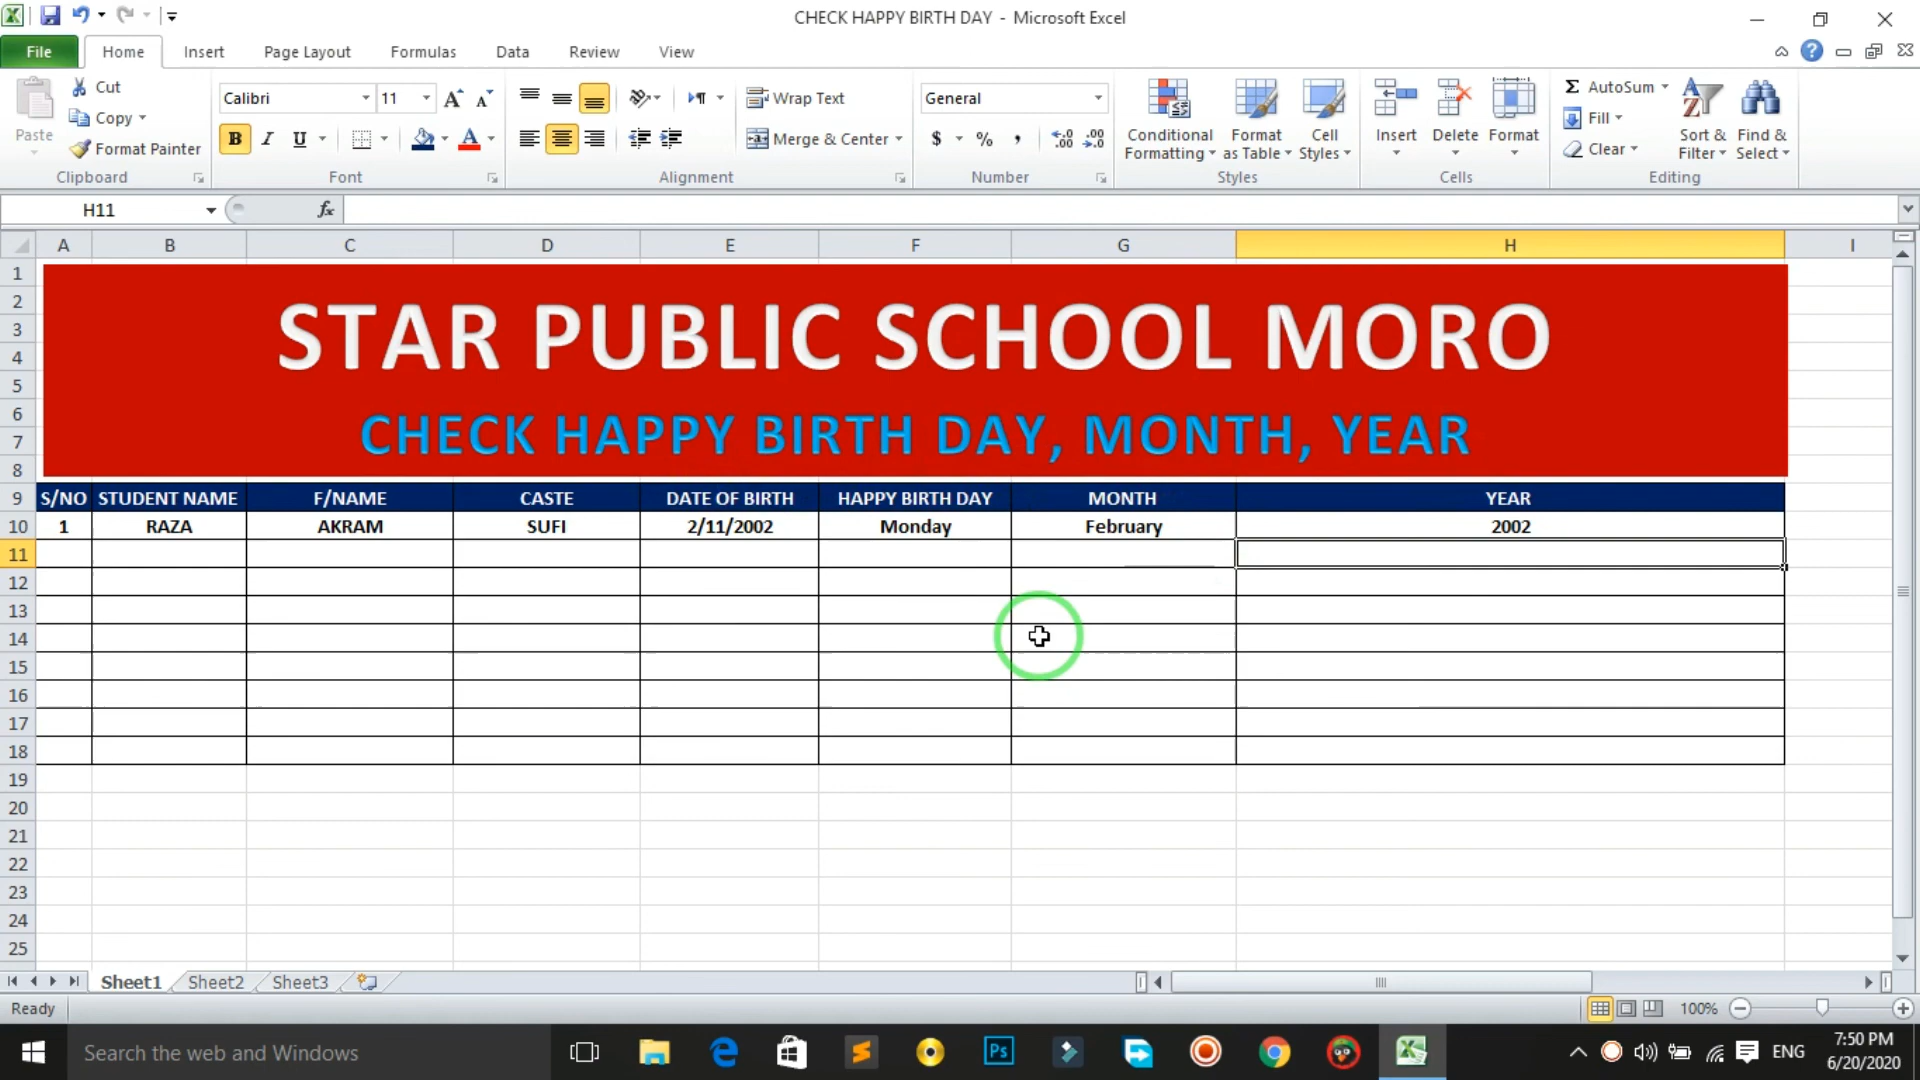 CHECK HAPPY BIRTH DAY - Microsoft Excel
File Home Insert Page Layout Formulas Data Review View
Cut
Copy
Format Painter
Paste
Clipboard
Calibri 11
B I U A
Font
Wrap Text
Merge & Center
Alignment
General
$ % ,
Number
Conditional Formatting
Format as Table
Cell Styles
Styles
Insert Delete Format
Cells
AutoSum
Fill
Clear
Sort & Filter
Find & Select
Editing
H11 fx
A B C D E F G H I
1
2
3
4
5
6
7
8
STAR PUBLIC SCHOOL MORO
CHECK HAPPY BIRTH DAY, MONTH, YEAR
9 S/NO STUDENT NAME F/NAME CASTE DATE OF BIRTH HAPPY BIRTH DAY MONTH YEAR
10 1 RAZA AKRAM SUFI 2/11/2002 Monday February 2002
11
12
13
14
15
16
17
18
19
20
21
22
23
24
25
Sheet1 Sheet2 Sheet3
Ready 100%
Search the web and Windows
Ps
ENG
7:50 PM
6/20/2020